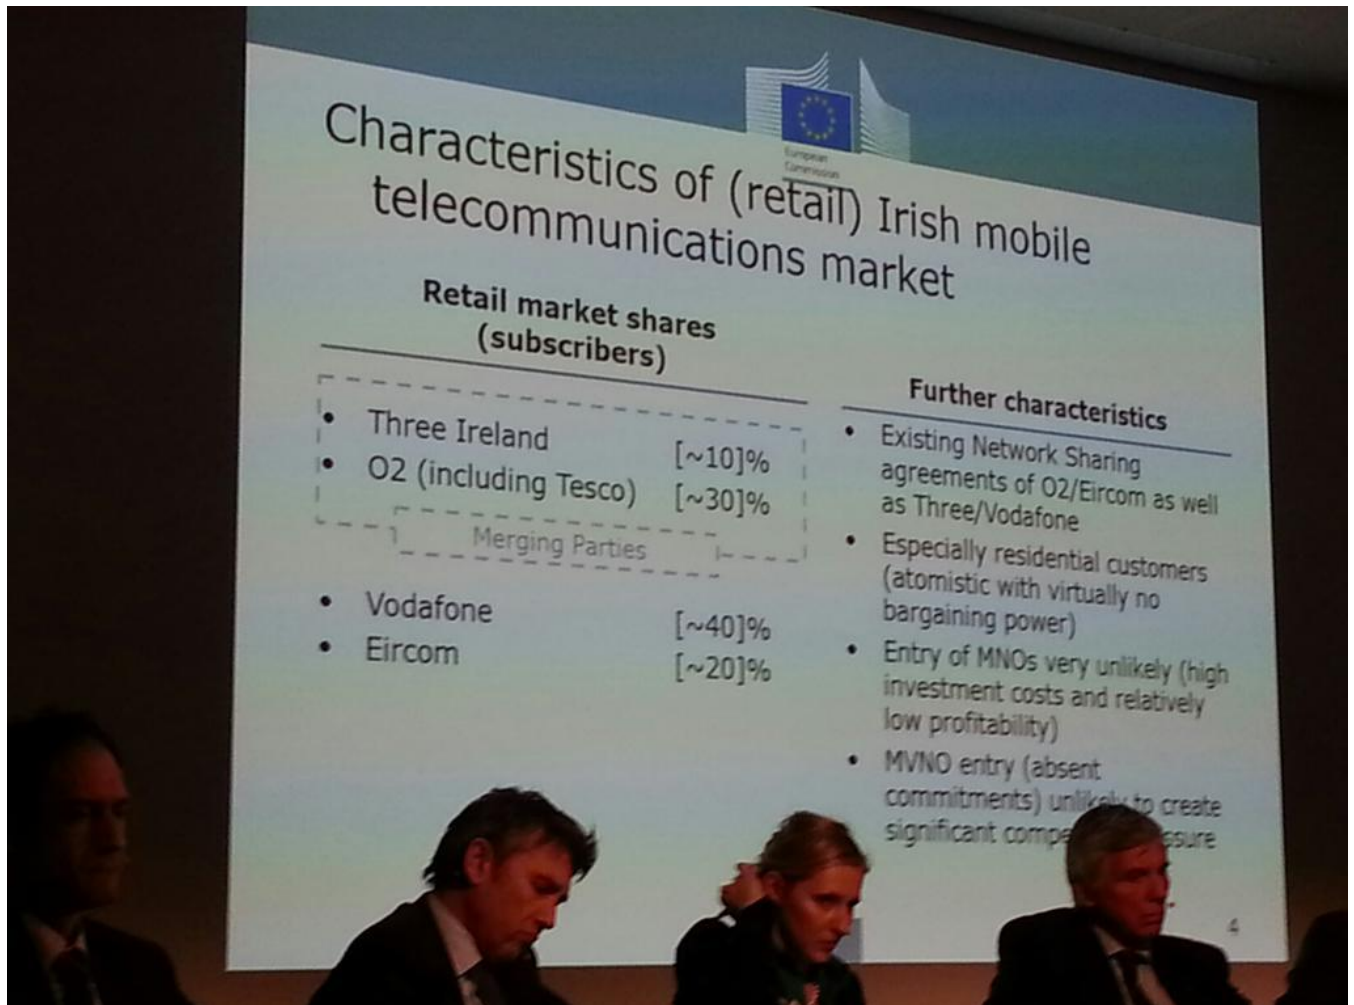 European
Commission
Characteristics of (retail) Irish mobile
telecommunications market
Retail market shares
(subscribers)
• Three Ireland [~10]%
• O2 (including Tesco) [~30]%
Merging Parties
• Vodafone [~40]%
• Eircom [~20]%
Further characteristics
• Existing Network Sharing
agreements of O2/Eircom as well
as Three/Vodafone
• Especially residential customers
(atomistic with virtually no
bargaining power)
• Entry of MNOs very unlikely (high
investment costs and relatively
low profitability)
• MVNO entry (absent
commitments) unlikely to create
significant
4